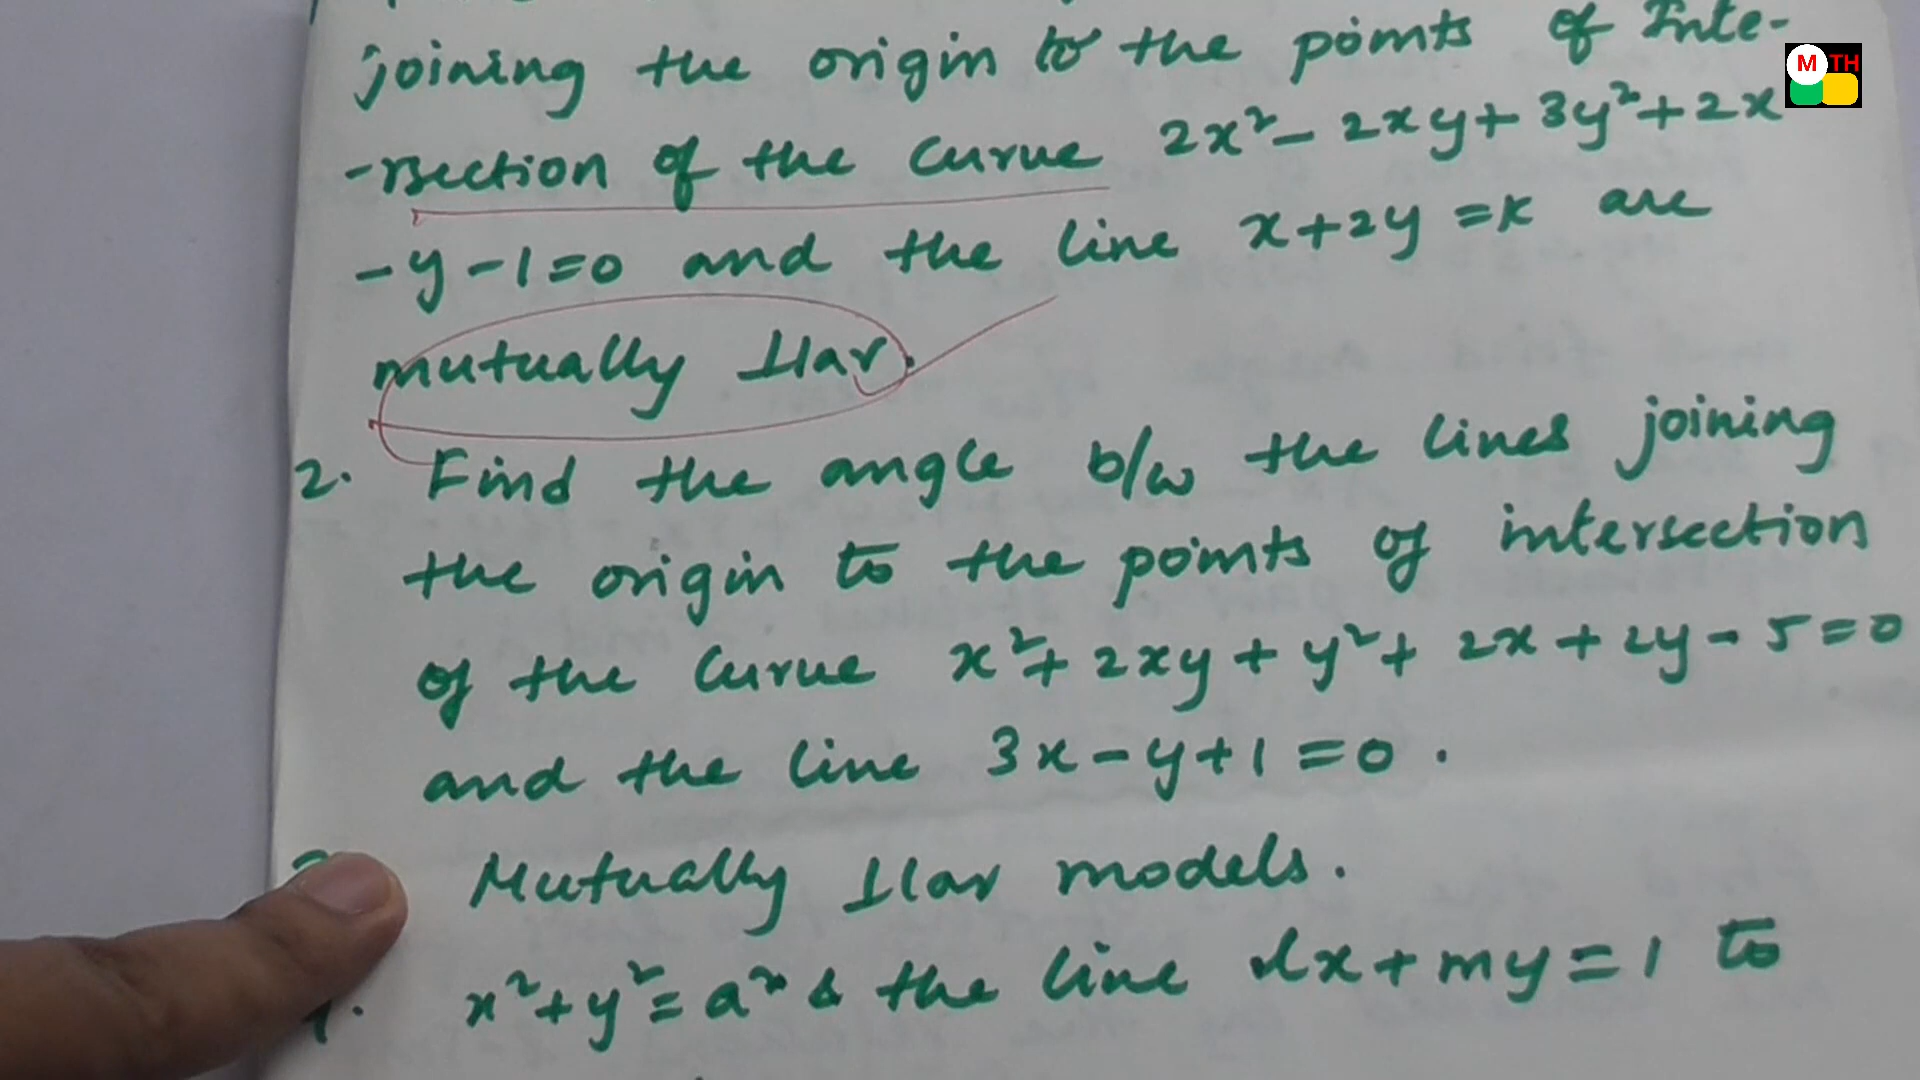 joining the origin to the points of Inte-
-rsection of the curve 2x²- 2xy+ 3y²+2x
-y-1=0 and the line x+2y=k are
mutually ⊥lar.
2. Find the angle b/w the lines joining
the origin to the points of intersection
of the curve x²+ 2xy + y²+ 2x + 2y - 5=0
and the line 3x-y+1=0.
Mutually ⊥lar models.
x²+y²=a² & the line lx+my=1 to
M TH